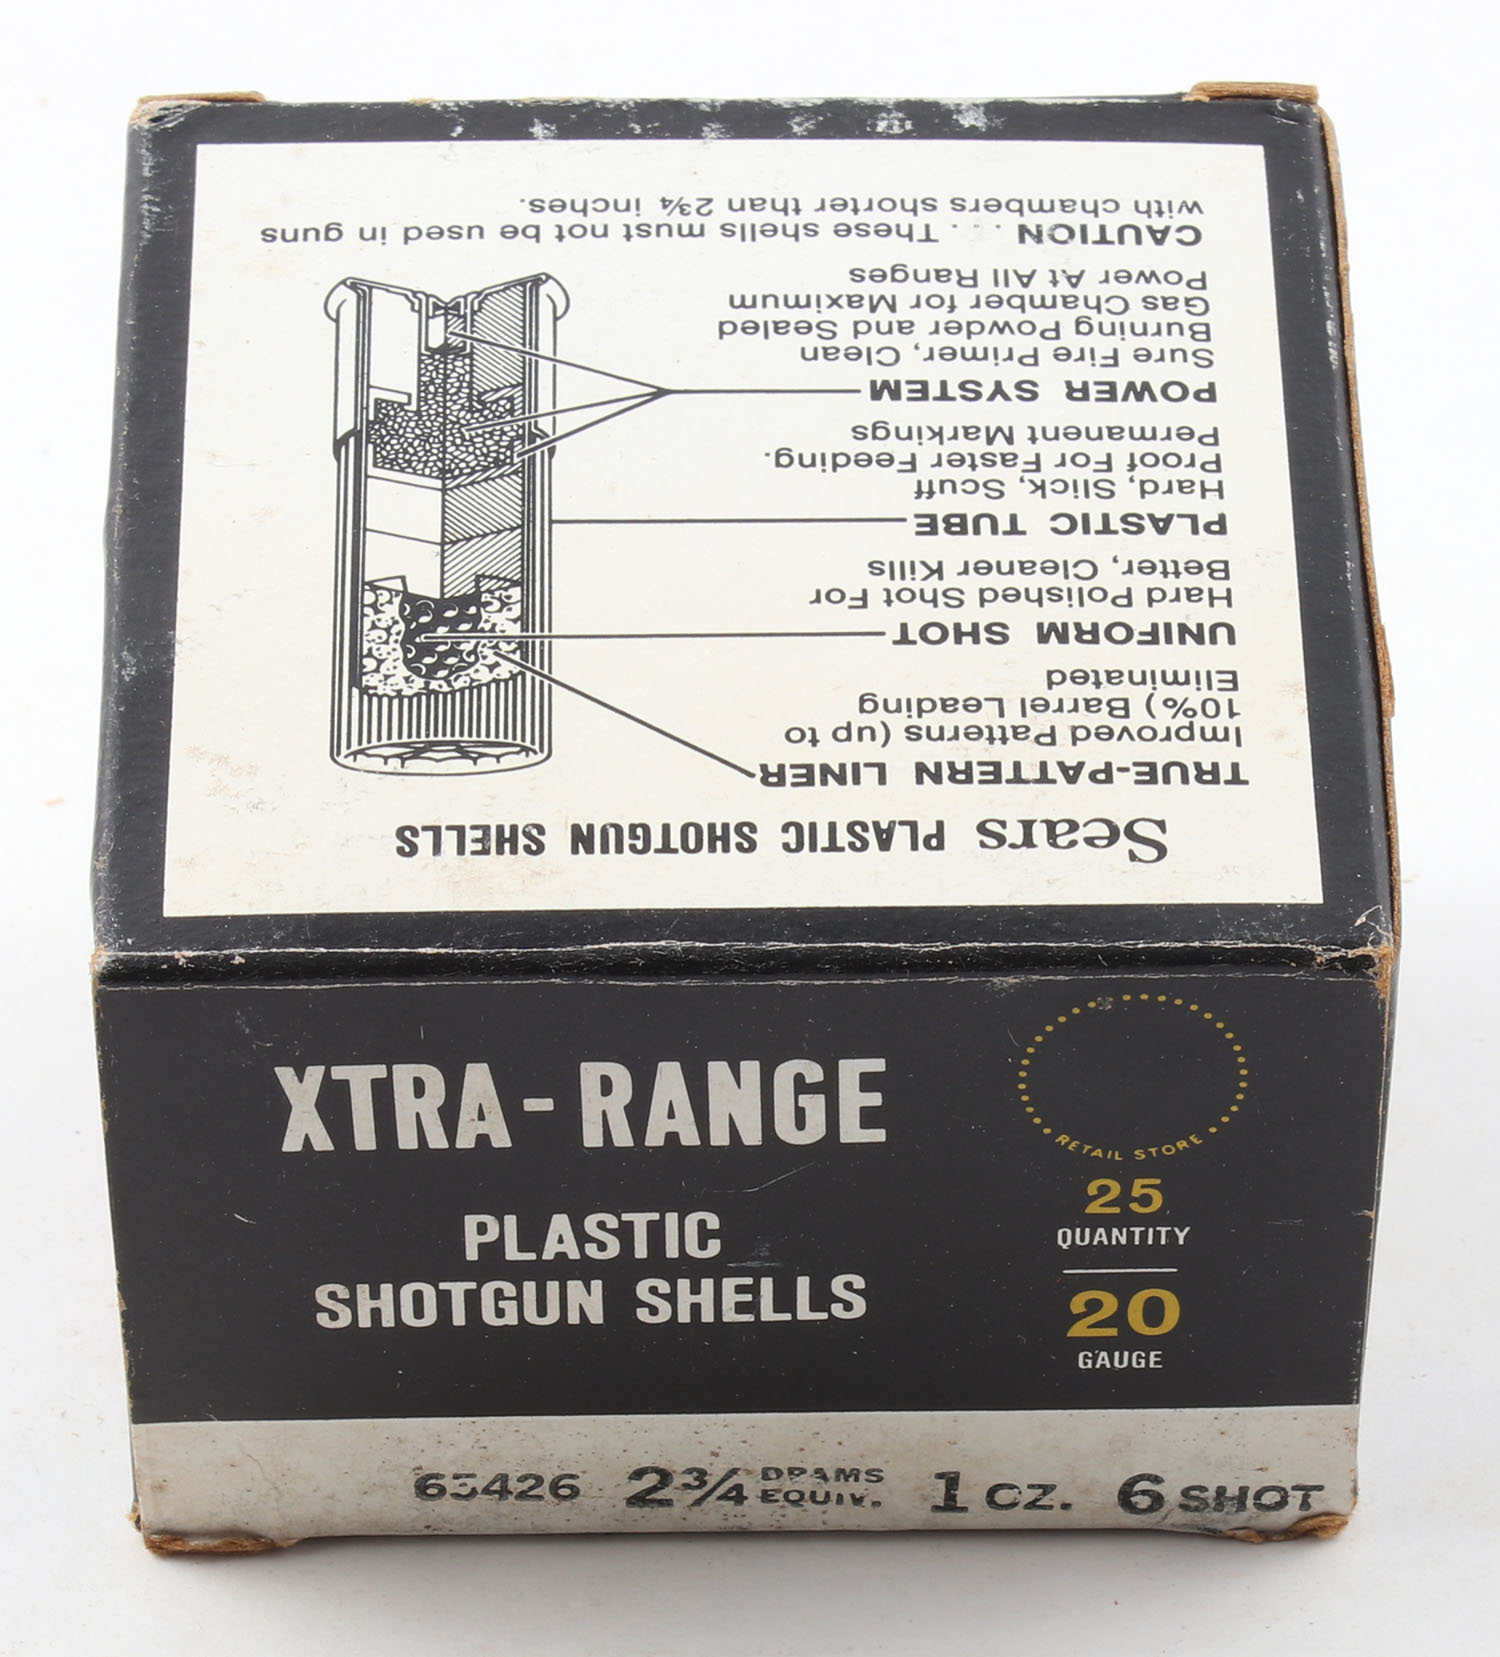 Sears PLASTIC SHOTGUN SHELLS
TRUE-PATTERN LINER
Improved Patterns (up to
10%) Barrel Leading
Eliminated
UNIFORM SHOT
Hard Polished Shot For
Better, Cleaner Kills
PLASTIC TUBE
Hard, Slick, Scuff
Proof For Faster Feeding.
Permanent Markings
POWER SYSTEM
Sure Fire Primer, Clean
Burning Powder and Sealed
Gas Chamber for Maximum
Power At All Ranges
CAUTION . . . These shells must not be used in guns
with chambers shorter than 2¾ inches.
XTRA-RANGE
PLASTIC
SHOTGUN SHELLS
RETAIL STORE
25
QUANTITY
20
GAUGE
65426 2¾ DRAMS EQUIV. 1 OZ. 6 SHOT